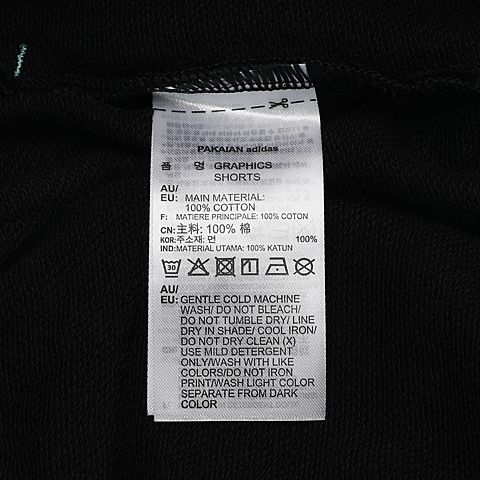 PAKAIAN adidas
품 명 GRAPHICS
SHORTS
AU/
EU: MAIN MATERIAL:
100% COTTON
F: MATIERE PRINCIPALE: 100% COTON
CN: 主料: 100% 棉
KOR: 주소재: 면 100%
IND: MATERIAL UTAMA: 100% KATUN
30
AU/
EU: GENTLE COLD MACHINE
WASH/ DO NOT BLEACH/
DO NOT TUMBLE DRY/ LINE
DRY IN SHADE/ COOL IRON/
DO NOT DRY CLEAN (X)
USE MILD DETERGENT
ONLY/WASH WITH LIKE
COLORS/DO NOT IRON
PRINT/WASH LIGHT COLOR
SEPARATE FROM DARK
COLOR